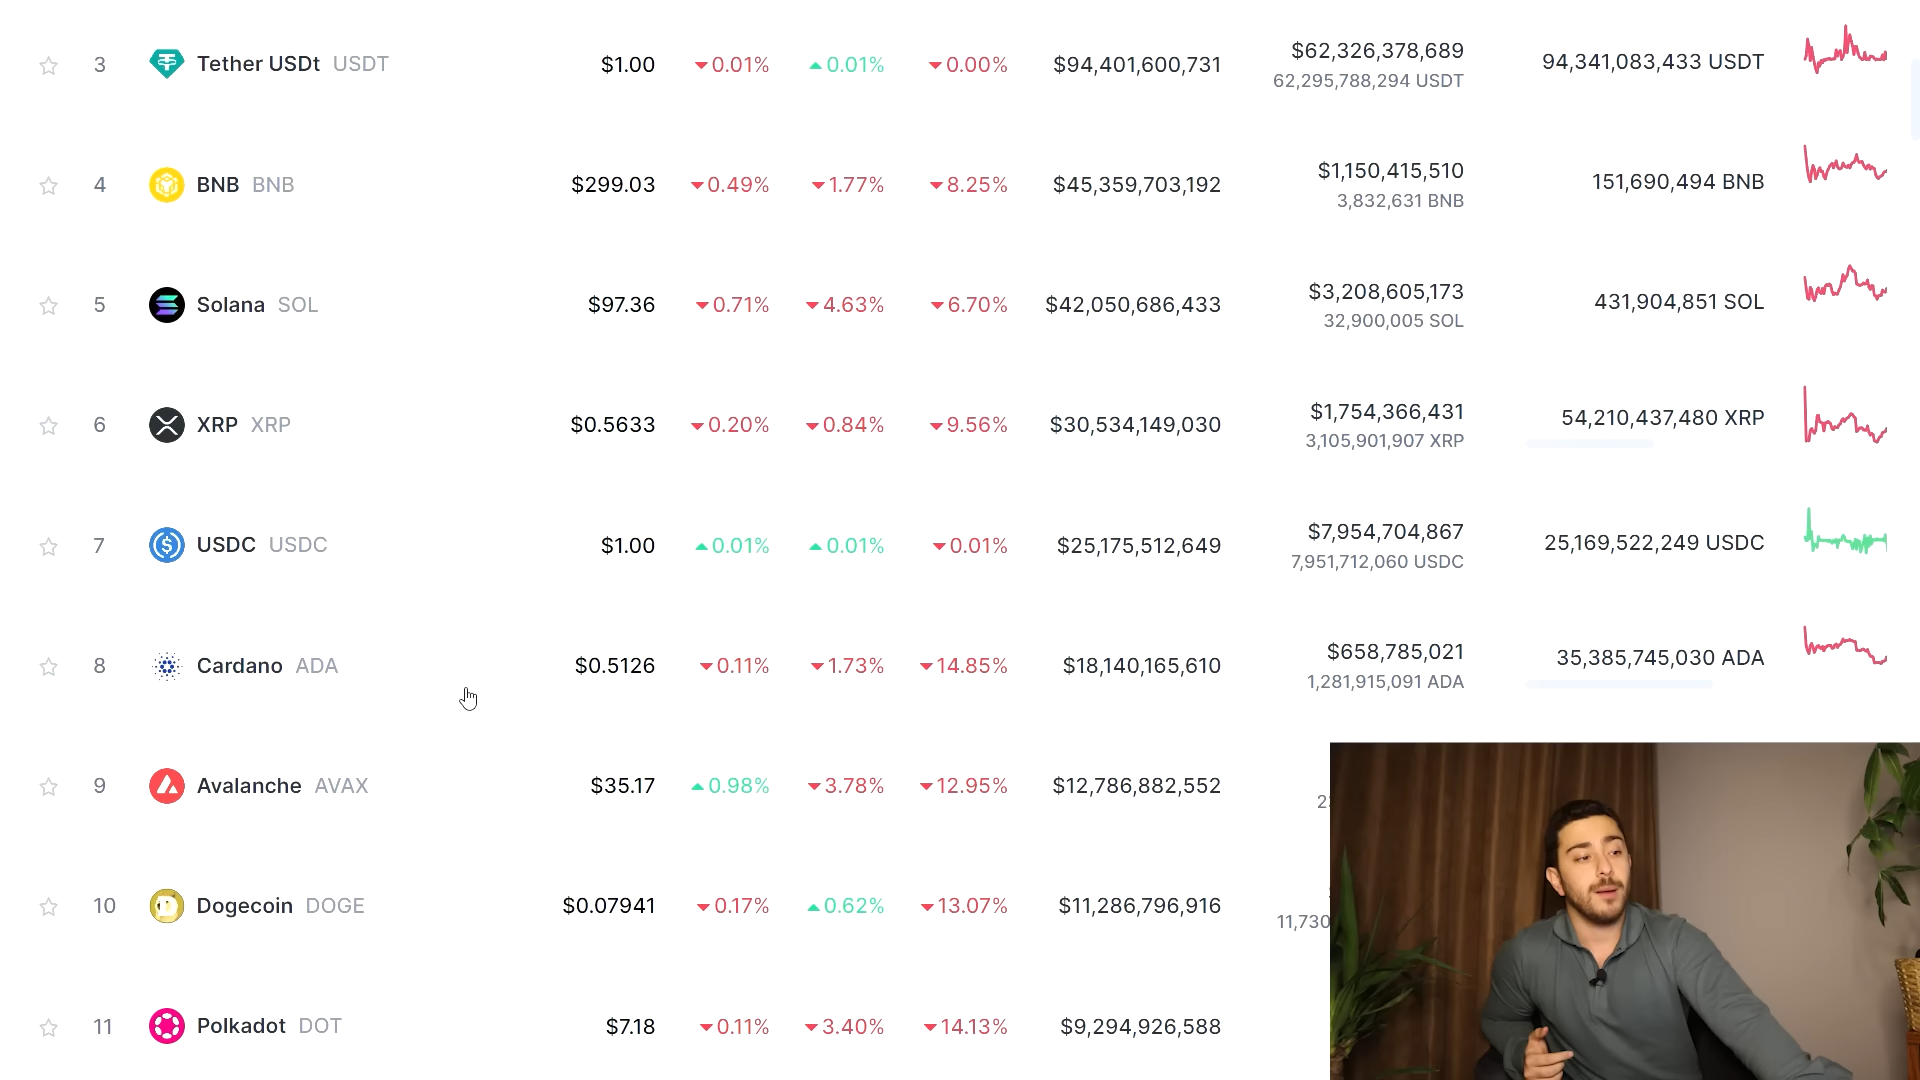 3 Tether USDt USDT $1.00 0.01% 0.01% 0.00% $94,401,600,731 $62,326,378,689 94,341,083,433 USDT
62,295,788,294 USDT
4 BNB BNB $299.03 0.49% 1.77% 8.25% $45,359,703,192 $1,150,415,510 151,690,494 BNB
3,832,631 BNB
5 Solana SOL $97.36 0.71% 4.63% 6.70% $42,050,686,433 $3,208,605,173 431,904,851 SOL
32,900,005 SOL
6 XRP XRP $0.5633 0.20% 0.84% 9.56% $30,534,149,030 $1,754,366,431 54,210,437,480 XRP
3,105,901,907 XRP
7 USDC USDC $1.00 0.01% 0.01% 0.01% $25,175,512,649 $7,954,704,867 25,169,522,249 USDC
7,951,712,060 USDC
8 Cardano ADA $0.5126 0.11% 1.73% 14.85% $18,140,165,610 $658,785,021 35,385,745,030 ADA
1,281,915,091 ADA
9 Avalanche AVAX $35.17 0.98% 3.78% 12.95% $12,786,882,552
10 Dogecoin DOGE $0.07941 0.17% 0.62% 13.07% $11,286,796,916
11,730
11 Polkadot DOT $7.18 0.11% 3.40% 14.13% $9,294,926,588